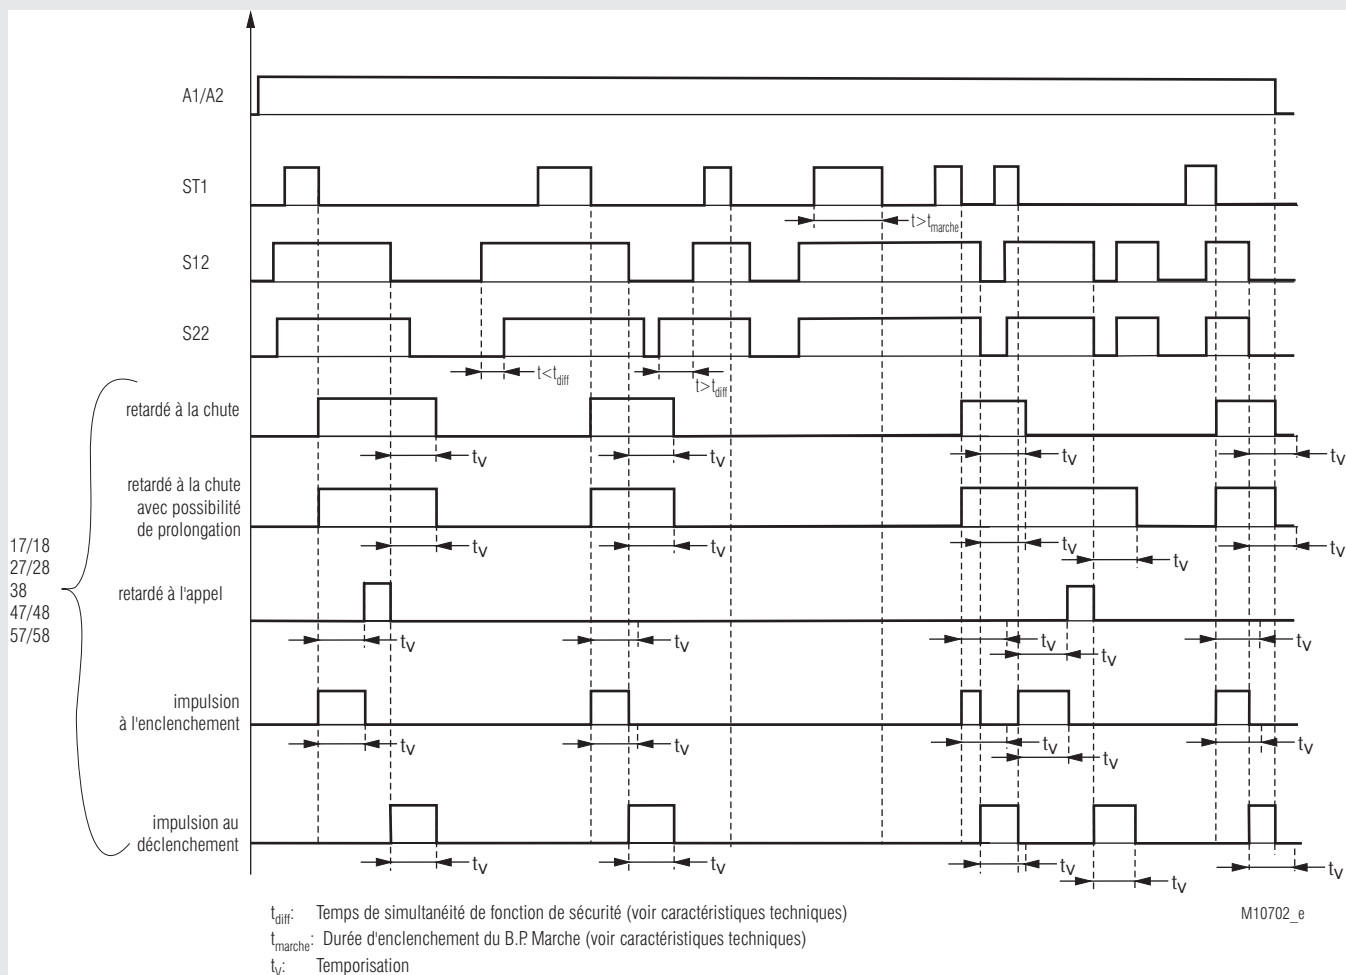 A1/A2
ST1
t>tmarche
S12
S22
t<tdiff
t>tdiff
retardé à la chute
tv tv tv tv
retardé à la chute
avec possibilité
de prolongation
tv tv tv tv
tv
17/18
27/28
38
47/48
57/58
retardé à l'appel
tv tv tv tv
tv
impulsion
à l'enclenchement
tv tv tv tv
tv
impulsion au
déclenchement
tv tv tv tv
tv
tdiff: Temps de simultanéité de fonction de sécurité (voir caractéristiques techniques)
M10702_e
tmarche: Durée d'enclenchement du B.P. Marche (voir caractéristiques techniques)
tv: Temporisation